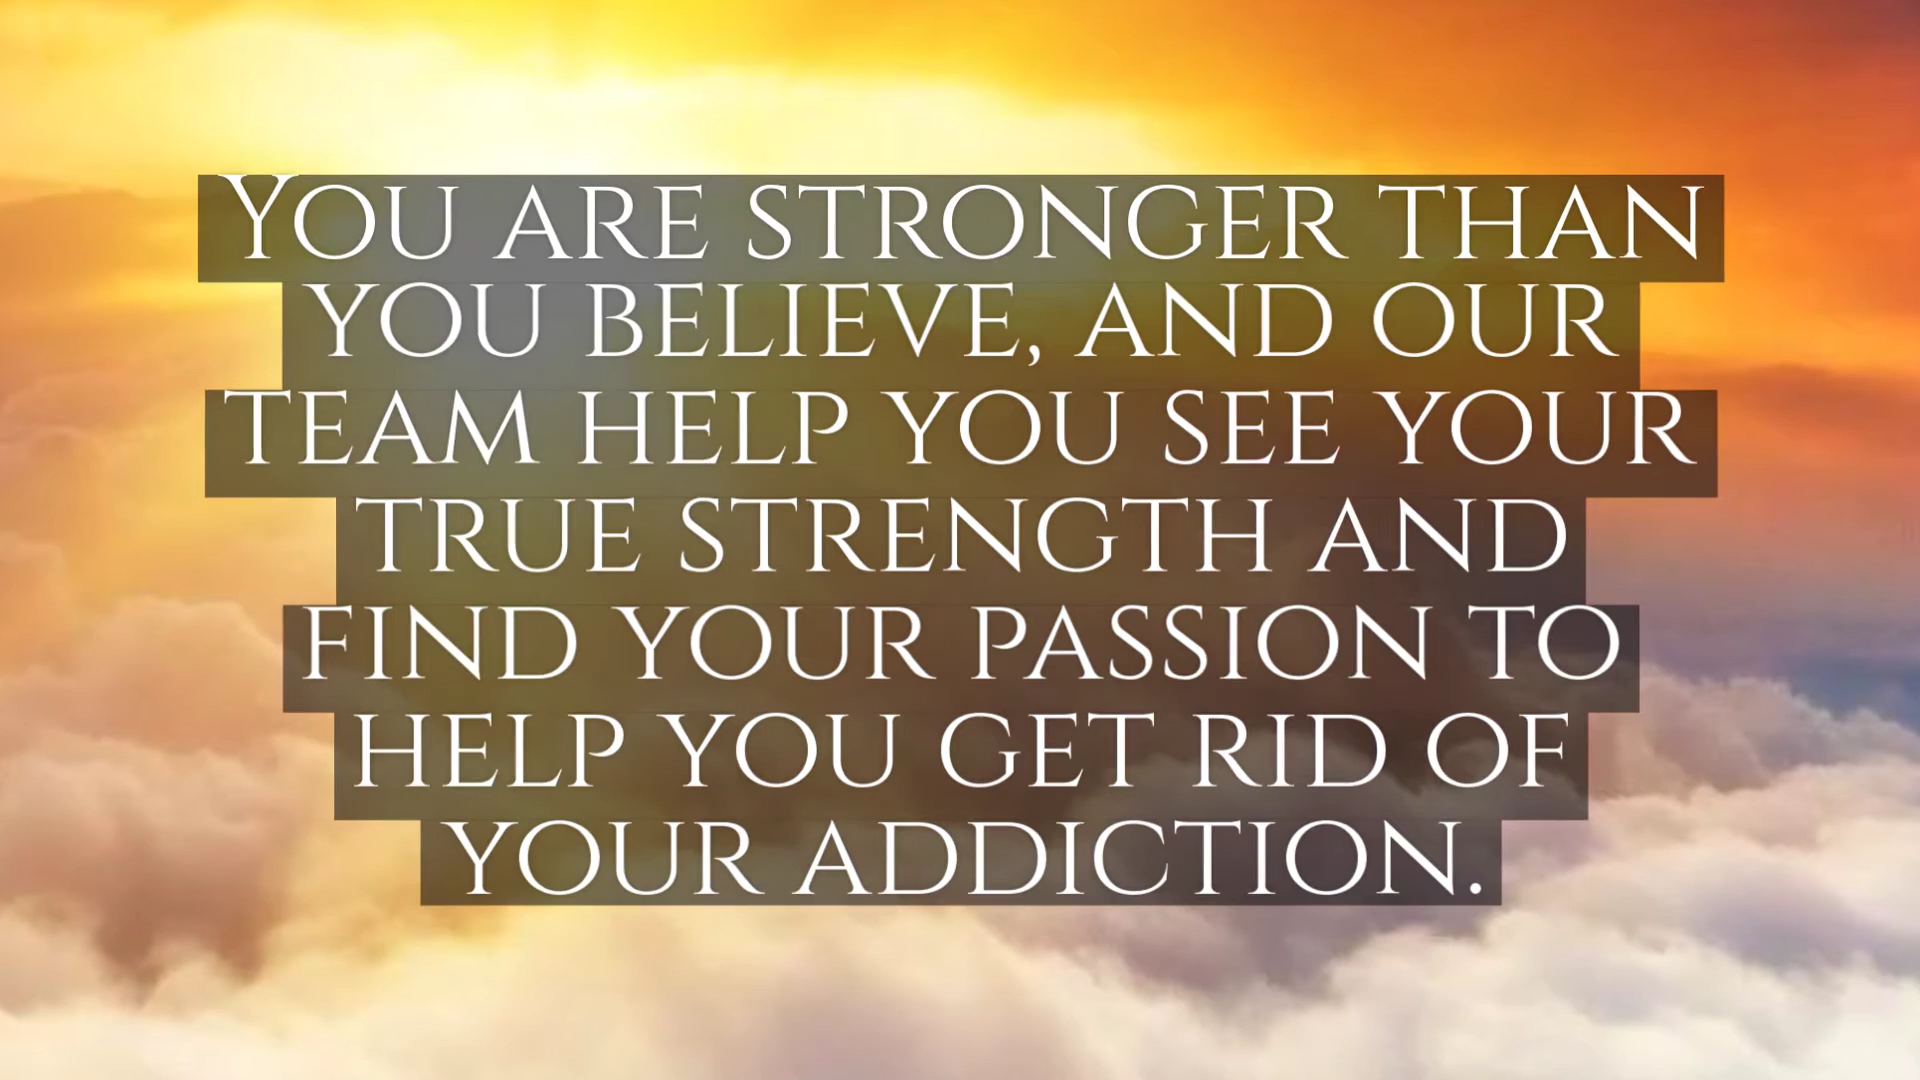 You are stronger than
you believe, and our
team help you see your
true strength and
find your passion to
help you get rid of
your addiction.